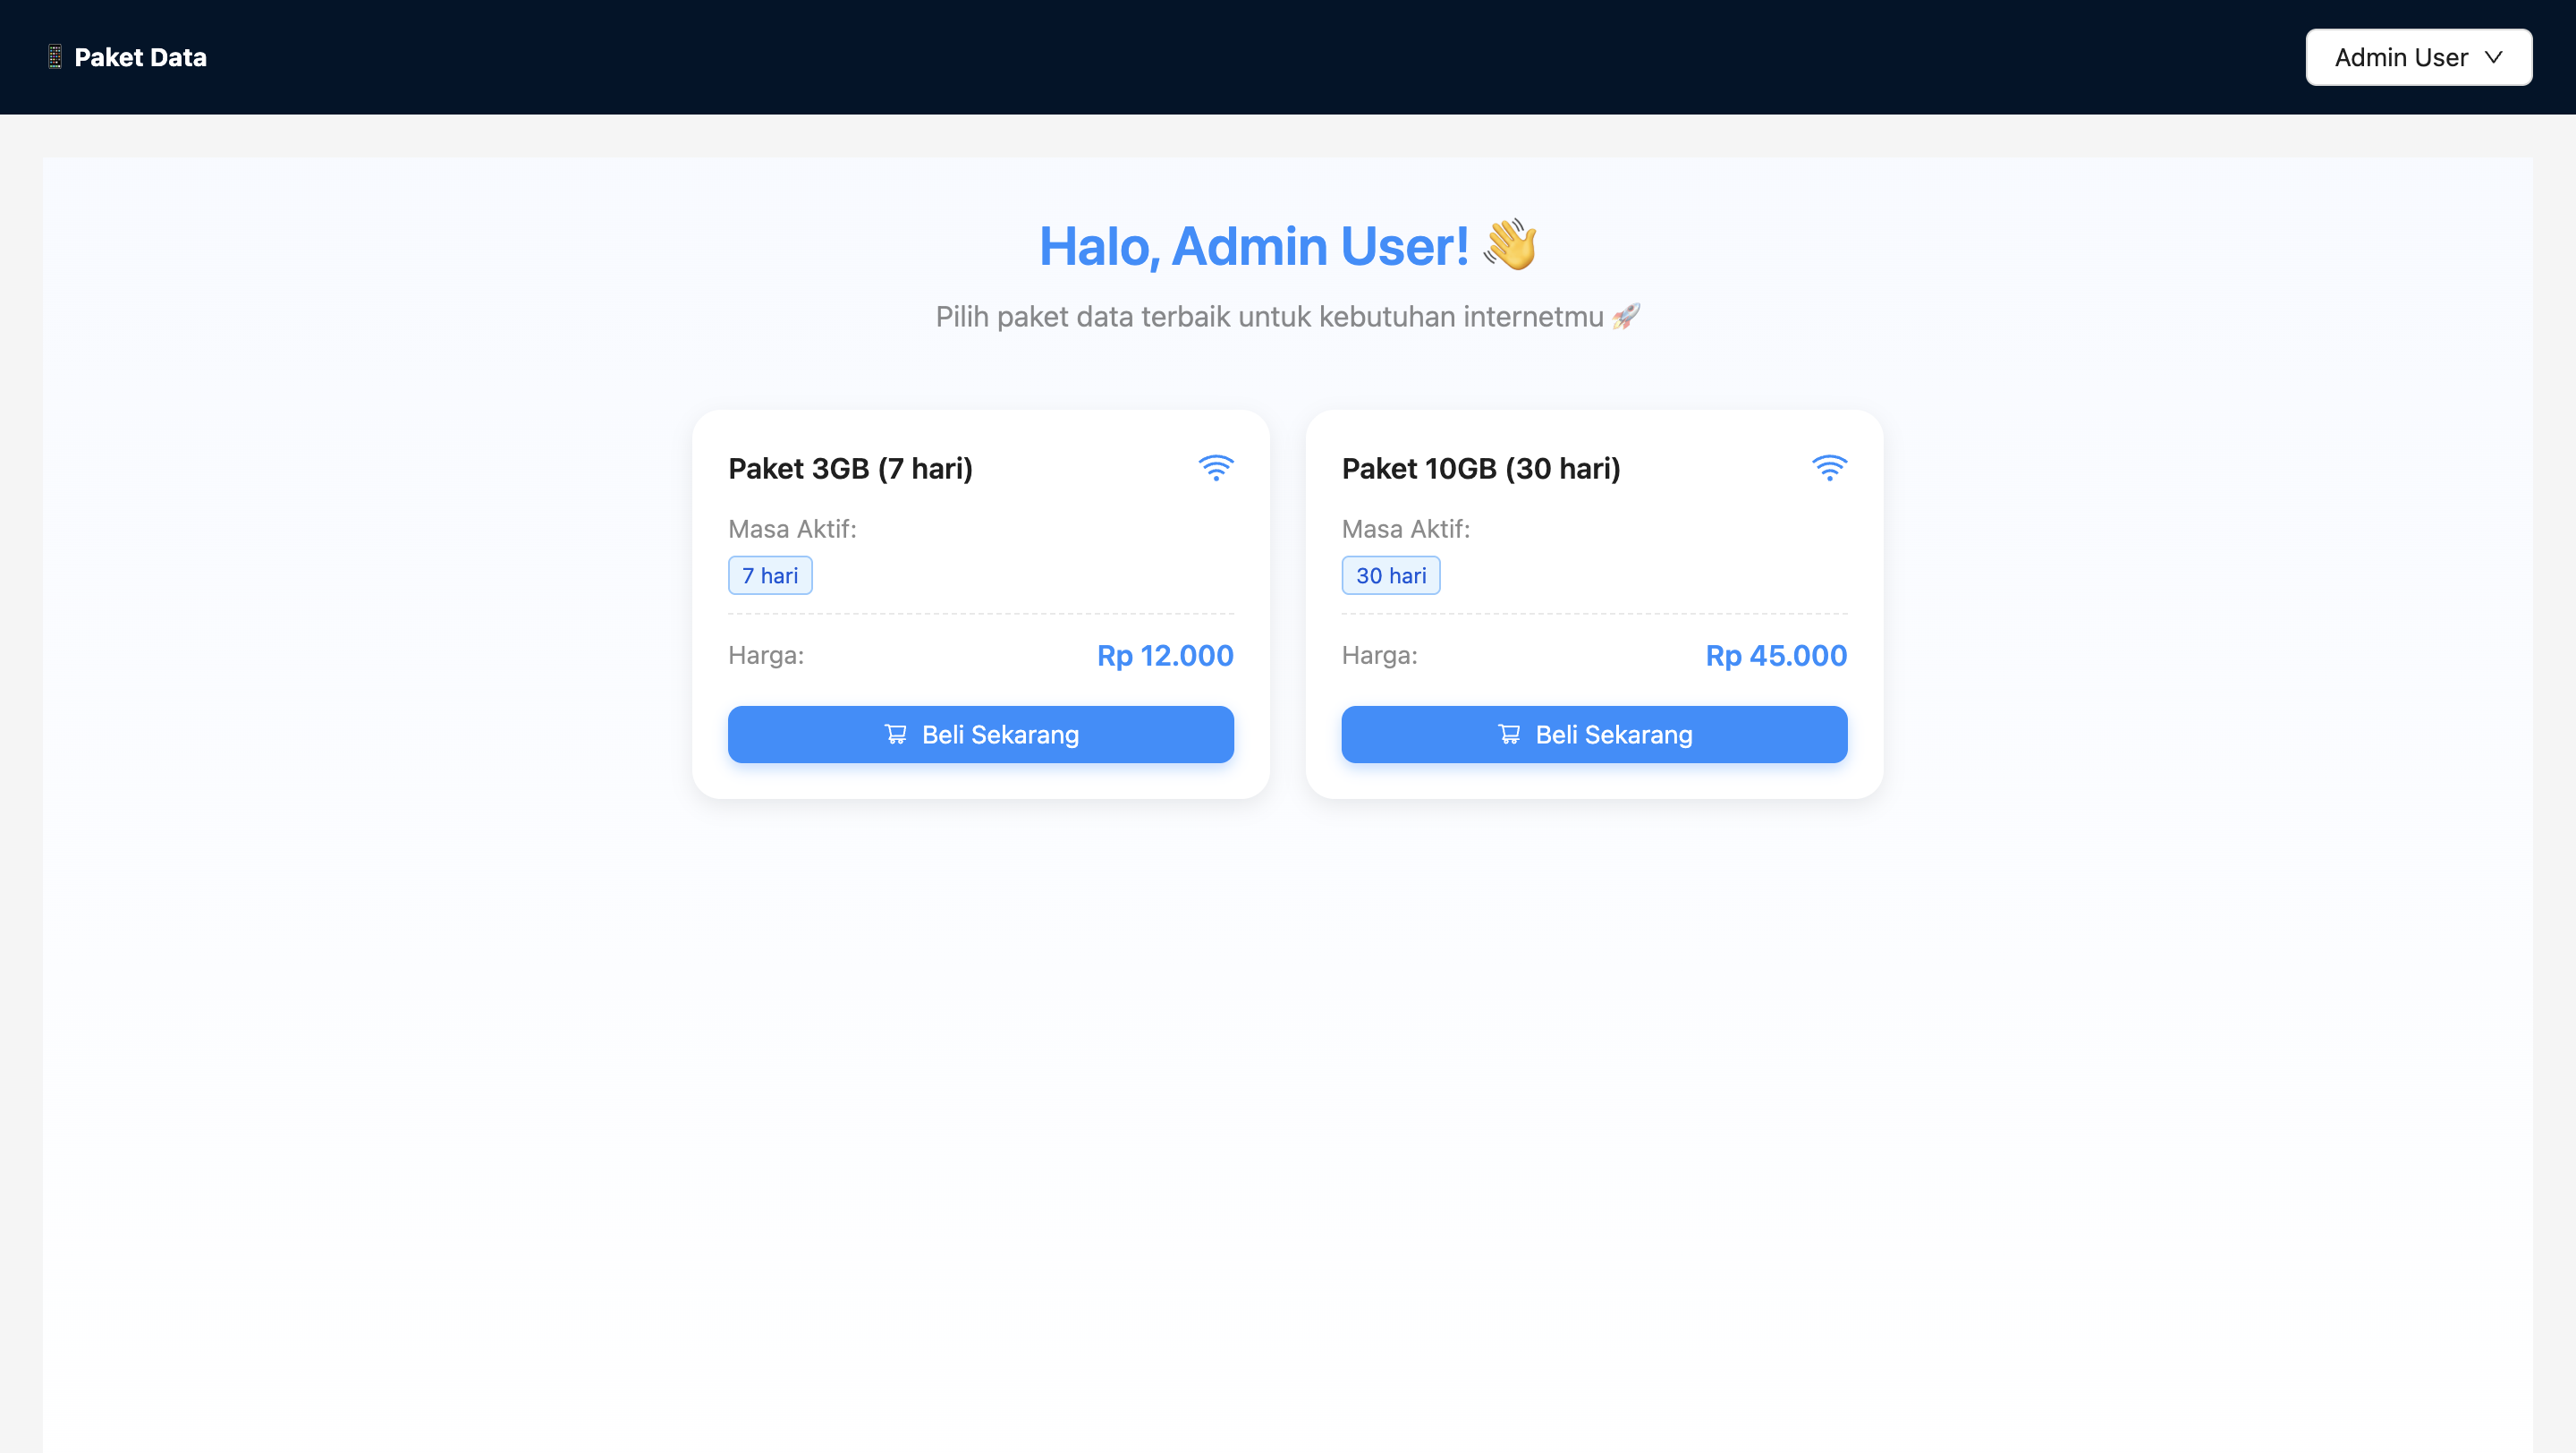 📱 Paket Data
Admin User
Halo, Admin User! 👋
Pilih paket data terbaik untuk kebutuhan internetmu 🚀
Paket 3GB (7 hari)
Masa Aktif:
7 hari
Harga: Rp 12.000
Beli Sekarang
Paket 10GB (30 hari)
Masa Aktif:
30 hari
Harga: Rp 45.000
Beli Sekarang